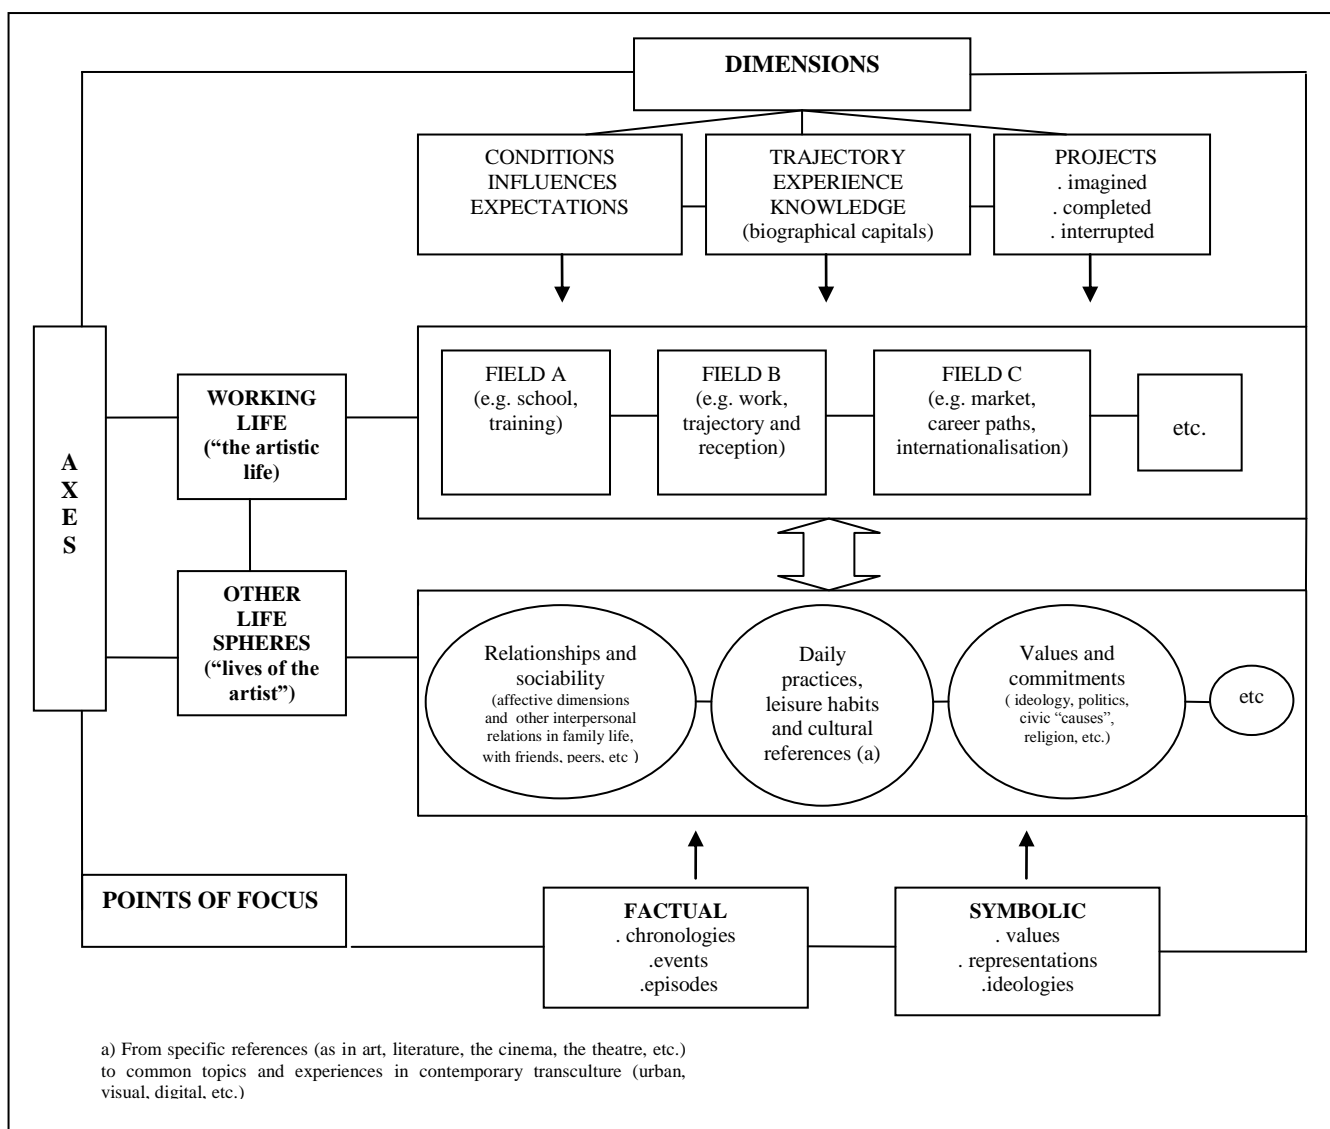 DIMENSIONS
CONDITIONS
INFLUENCES
EXPECTATIONS
TRAJECTORY
EXPERIENCE
KNOWLEDGE
(biographical capitals)
PROJECTS
. imagined
. completed
. interrupted
A
X
E
S
WORKING
LIFE
(“the artistic
life)
FIELD A
(e.g. school,
training)
FIELD B
(e.g. work,
trajectory and
reception)
FIELD C
(e.g. market,
career paths,
internationalisation)
etc.
OTHER
LIFE
SPHERES
(“lives of the
artist”)
Relationships and
sociability
(affective dimensions
and other interpersonal
relations in family life,
with friends, peers, etc )
Daily
practices,
leisure habits
and cultural
references (a)
Values and
commitments
( ideology, politics,
civic “causes”,
religion, etc.)
etc
POINTS OF FOCUS
FACTUAL
. chronologies
.events
.episodes
SYMBOLIC
. values
. representations
.ideologies
a) From specific references (as in art, literature, the cinema, the theatre, etc.)
to common topics and experiences in contemporary transculture (urban,
visual, digital, etc.)